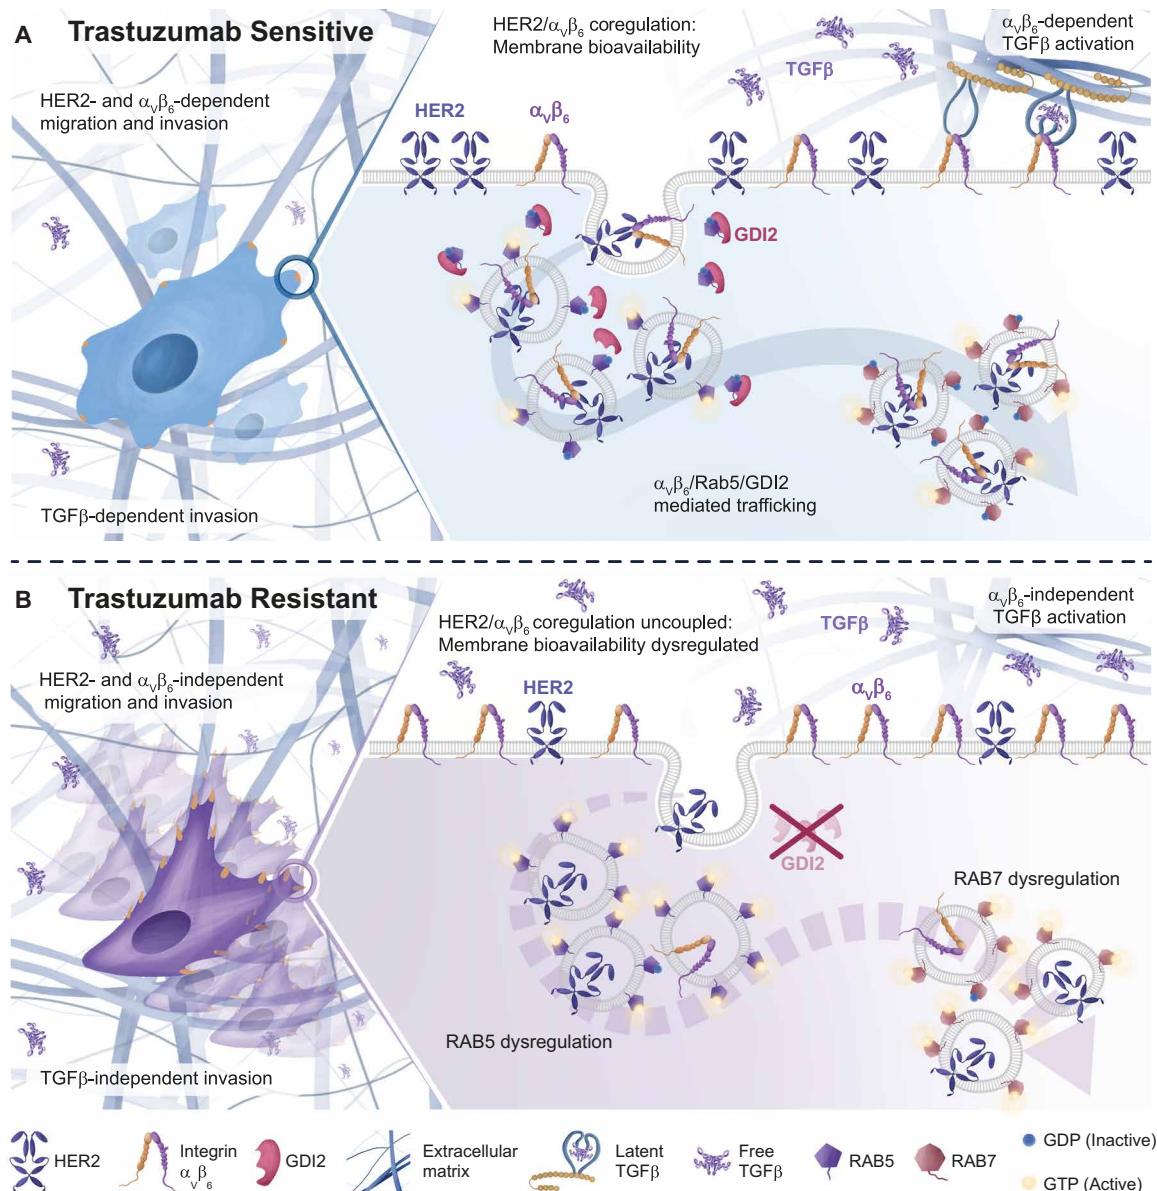 A Trastuzumab Sensitive
HER2/αVβ6 coregulation:
Membrane bioavailability
αVβ6-dependent
TGFβ activation
TGFβ
HER2- and αVβ6-dependent
migration and invasion
HER2
αVβ6
GDI2
αVβ6/Rab5/GDI2
mediated trafficking
TGFβ-dependent invasion
B Trastuzumab Resistant
HER2/αVβ6 coregulation uncoupled:
Membrane bioavailability dysregulated
αVβ6-independent
TGFβ activation
TGFβ
HER2- and αVβ6-independent
migration and invasion
HER2
αVβ6
GDI2
RAB7 dysregulation
RAB5 dysregulation
TGFβ-independent invasion
HER2
Integrin
αVβ6
GDI2
Extracellular
matrix
Latent
TGFβ
Free
TGFβ
RAB5
RAB7
GDP (Inactive)
GTP (Active)